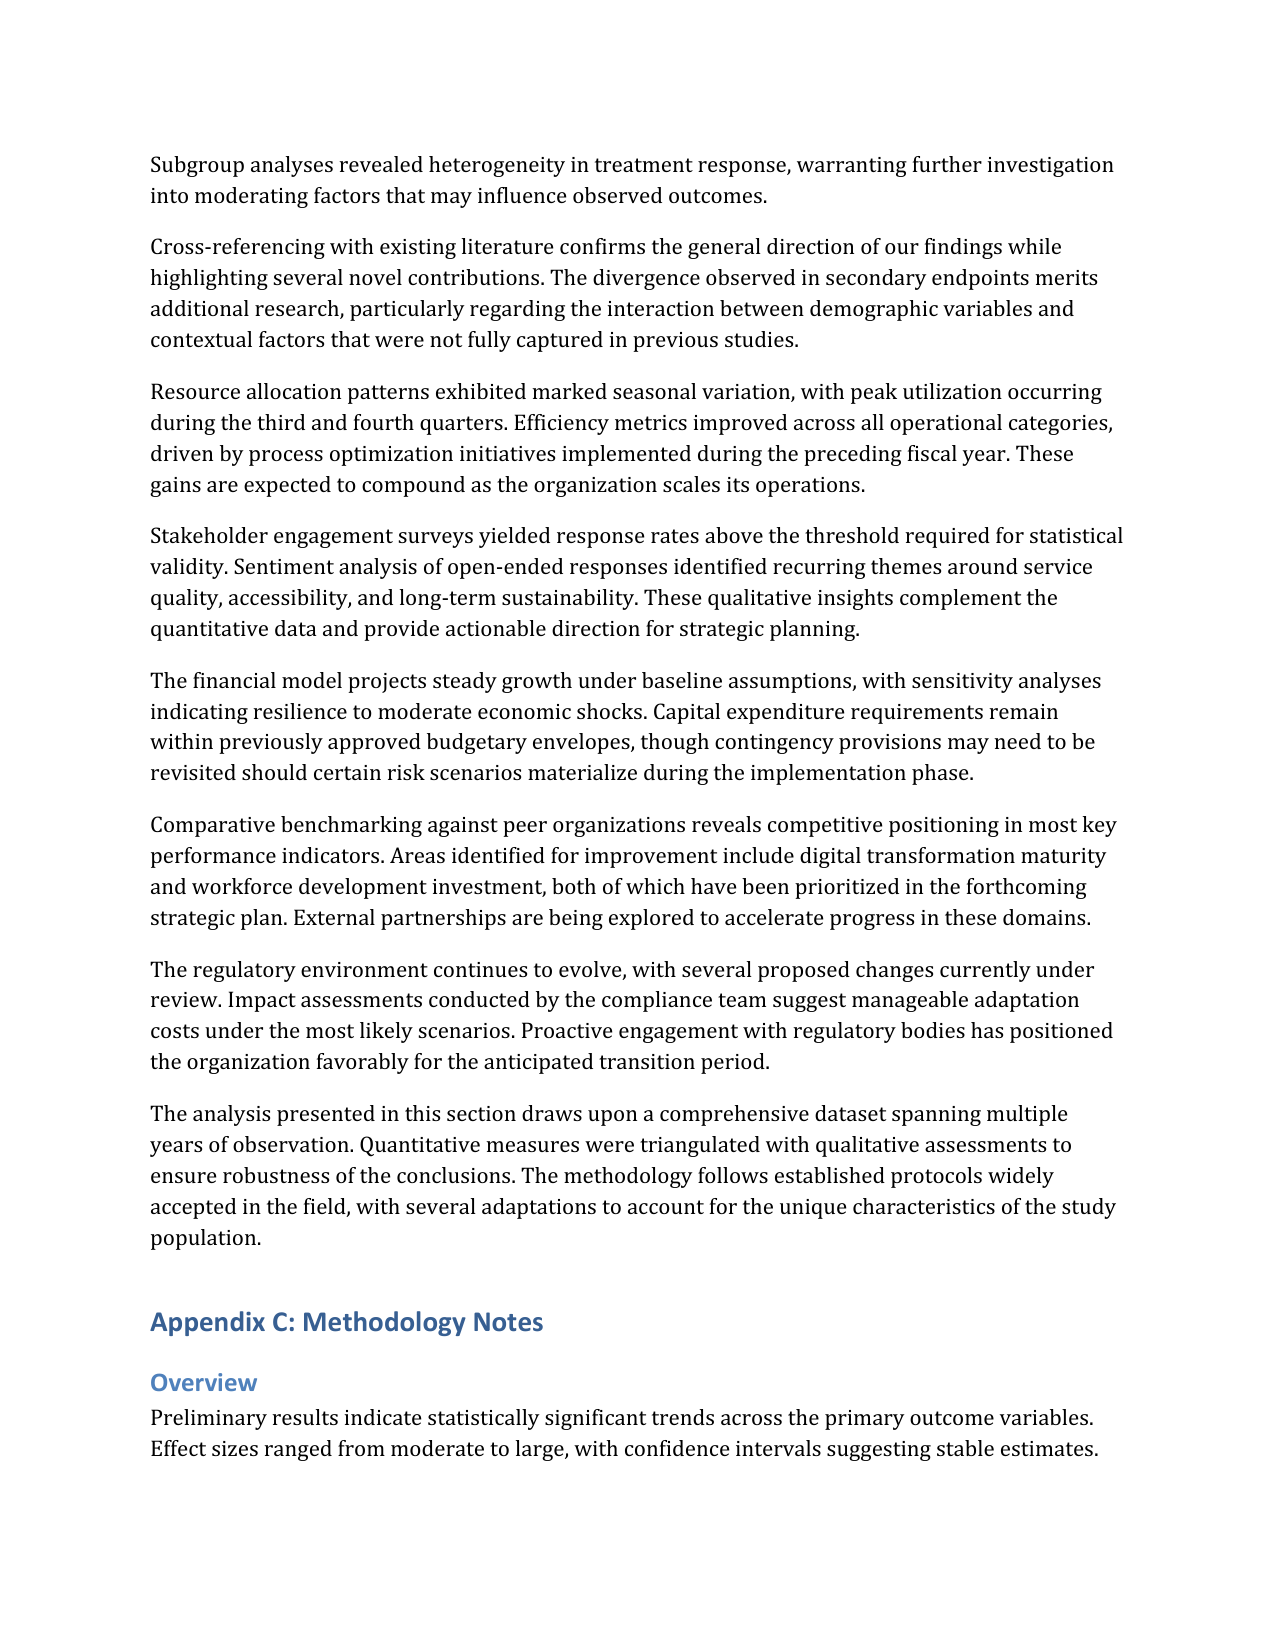 Subgroup analyses revealed heterogeneity in treatment response, warranting further investigation
into moderating factors that may influence observed outcomes.
Cross-referencing with existing literature confirms the general direction of our findings while
highlighting several novel contributions. The divergence observed in secondary endpoints merits
additional research, particularly regarding the interaction between demographic variables and
contextual factors that were not fully captured in previous studies.
Resource allocation patterns exhibited marked seasonal variation, with peak utilization occurring
during the third and fourth quarters. Efficiency metrics improved across all operational categories,
driven by process optimization initiatives implemented during the preceding fiscal year. These
gains are expected to compound as the organization scales its operations.
Stakeholder engagement surveys yielded response rates above the threshold required for statistical
validity. Sentiment analysis of open-ended responses identified recurring themes around service
quality, accessibility, and long-term sustainability. These qualitative insights complement the
quantitative data and provide actionable direction for strategic planning.
The financial model projects steady growth under baseline assumptions, with sensitivity analyses
indicating resilience to moderate economic shocks. Capital expenditure requirements remain
within previously approved budgetary envelopes, though contingency provisions may need to be
revisited should certain risk scenarios materialize during the implementation phase.
Comparative benchmarking against peer organizations reveals competitive positioning in most key
performance indicators. Areas identified for improvement include digital transformation maturity
and workforce development investment, both of which have been prioritized in the forthcoming
strategic plan. External partnerships are being explored to accelerate progress in these domains.
The regulatory environment continues to evolve, with several proposed changes currently under
review. Impact assessments conducted by the compliance team suggest manageable adaptation
costs under the most likely scenarios. Proactive engagement with regulatory bodies has positioned
the organization favorably for the anticipated transition period.
The analysis presented in this section draws upon a comprehensive dataset spanning multiple
years of observation. Quantitative measures were triangulated with qualitative assessments to
ensure robustness of the conclusions. The methodology follows established protocols widely
accepted in the field, with several adaptations to account for the unique characteristics of the study
population.
Appendix C: Methodology Notes
Overview
Preliminary results indicate statistically significant trends across the primary outcome variables.
Effect sizes ranged from moderate to large, with confidence intervals suggesting stable estimates.